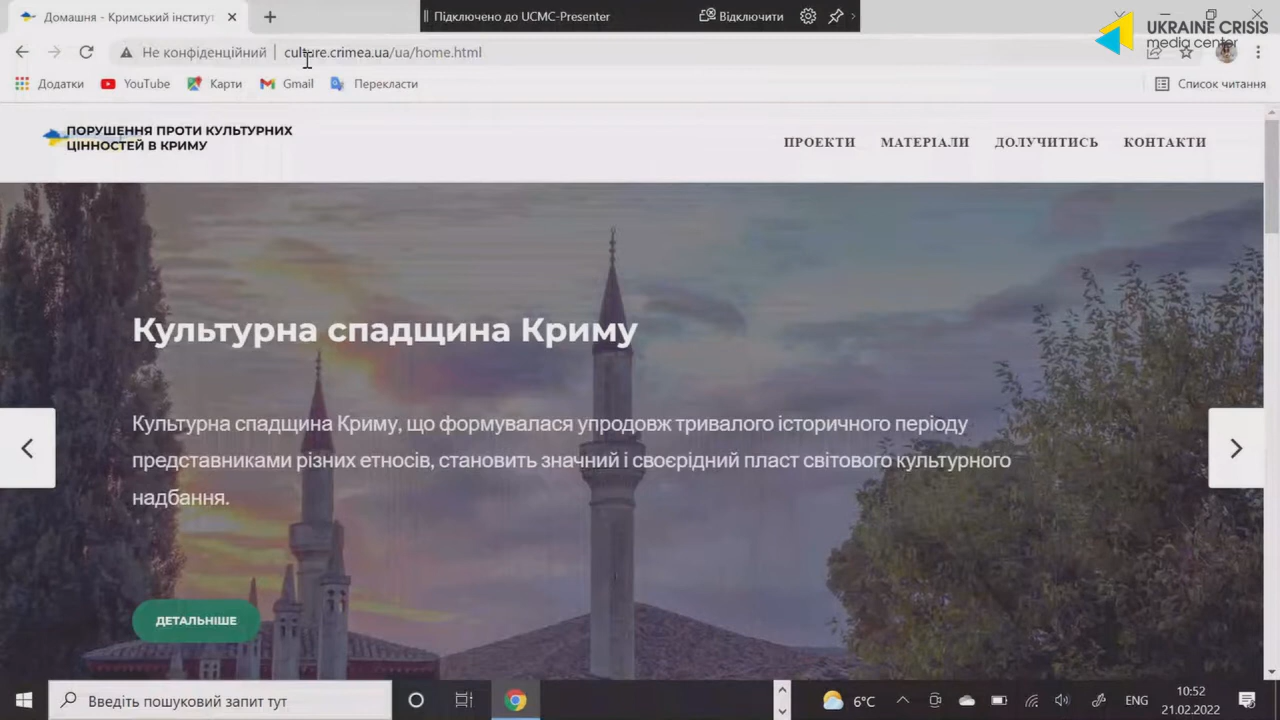 Домашня - Кримський інститут
Підключено до UCMC-Presenter
Відключити
UKRAINE CRISIS
media center
Не конфіденційний
culture.crimea.ua/ua/home.html
Додатки
YouTube
Карти
Gmail
Перекласти
Список читання
ПОРУШЕННЯ ПРОТИ КУЛЬТУРНИХ
ЦІННОСТЕЙ В КРИМУ
ПРОЕКТИ
МАТЕРІАЛИ
ДОЛУЧИТИСЬ
КОНТАКТИ
Культурна спадщина Криму
Культурна спадщина Криму, що формувалася упродовж тривалого історичного періоду
представниками різних етносів, становить значний і своєрідний пласт світового культурного
надбання.
ДЕТАЛЬНІШЕ
Введіть пошуковий запит тут
6°C
ENG
10:52
21.02.2022